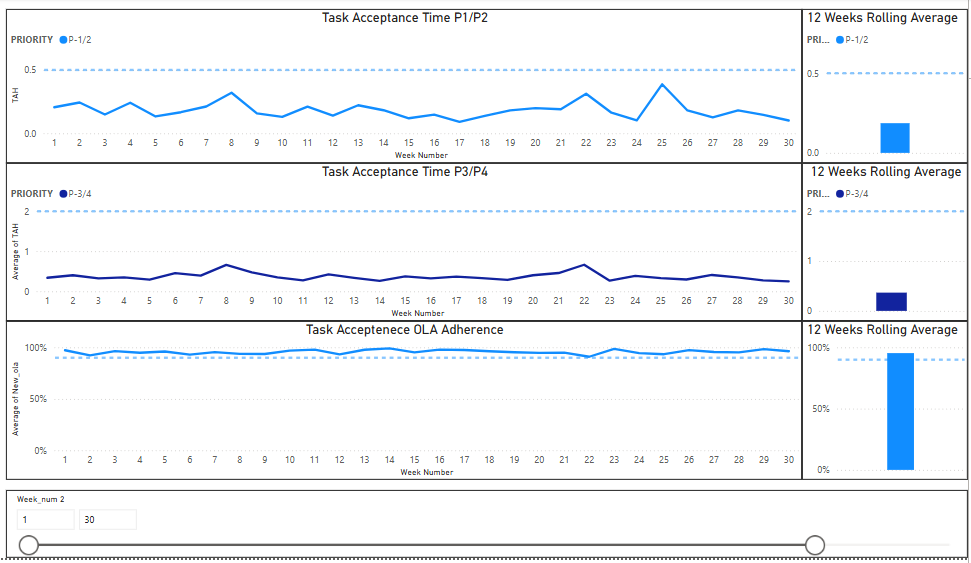 Task Acceptance Time P1/P2
PRIORITY P-1/2
0.5
TAH
0.0
1 2 3 4 5 6 7 8 9 10 11 12 13 14 15 16 17 18 19 20 21 22 23 24 25 26 27 28 29 30
Week Number
12 Weeks Rolling Average
PRI... P-1/2
0.5
0.0
Task Acceptance Time P3/P4
PRIORITY P-3/4
2
Average of TAH
1
0
1 2 3 4 5 6 7 8 9 10 11 12 13 14 15 16 17 18 19 20 21 22 23 24 25 26 27 28 29 30
Week Number
12 Weeks Rolling Average
PRI... P-3/4
2
1
0
Task Acceptenece OLA Adherence
100%
Average of New_ola
50%
0%
1 2 3 4 5 6 7 8 9 10 11 12 13 14 15 16 17 18 19 20 21 22 23 24 25 26 27 28 29 30
Week Number
12 Weeks Rolling Average
100%
50%
0%
Week_num 2
1 30